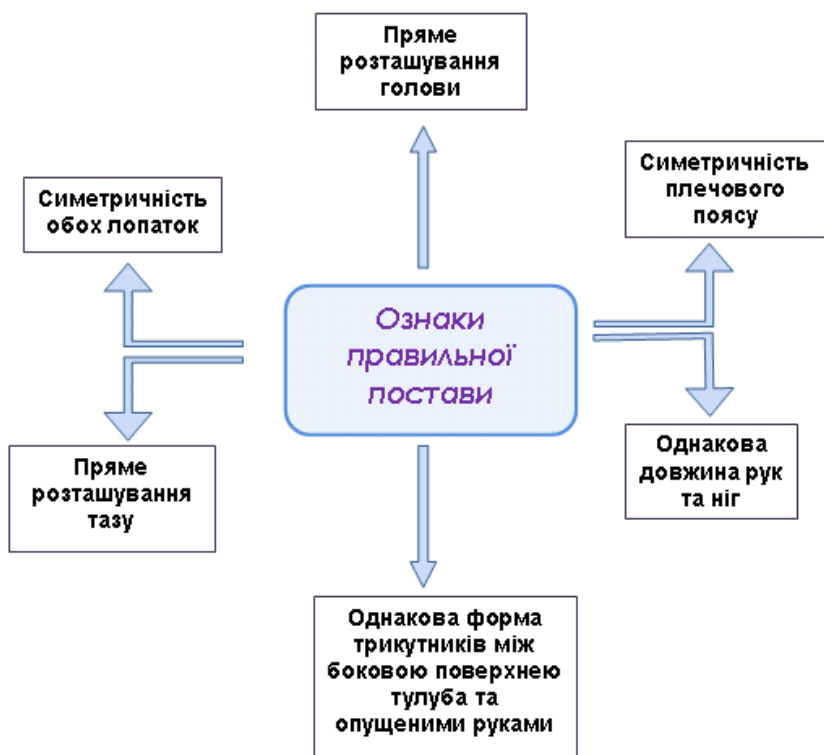 Пряме
розташування
голови
Симетричність
плечового
поясу
Симетричність
обох лопаток
Ознаки
правильної
постави
Пряме
розташування
тазу
Однакова
довжина рук
та ніг
Однакова форма
трикутників між
боковою поверхнею
тулуба та
опущеними руками